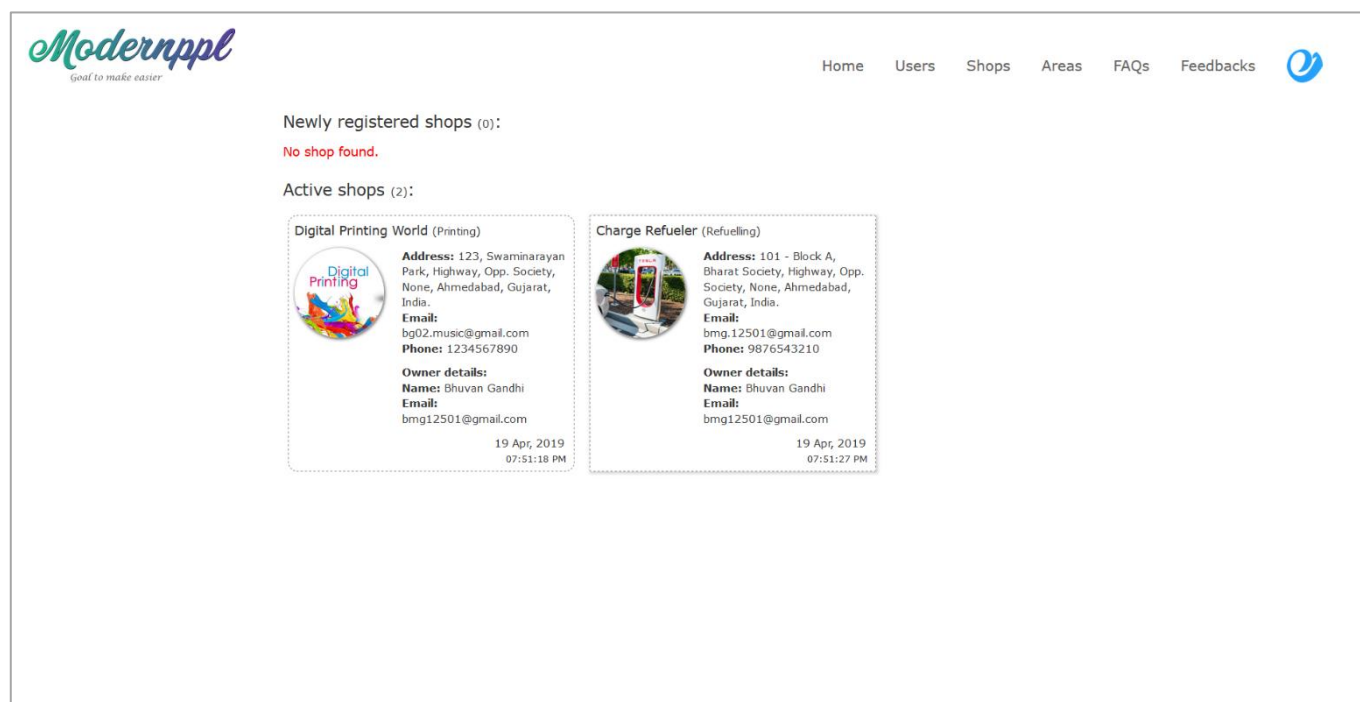 Modernppl
Goal to make easier
Home Users Shops Areas FAQs Feedbacks
Newly registered shops (0):
No shop found.
Active shops (2):
Digital Printing World (Printing)
Digital
Printing
Address: 123, Swaminarayan
Park, Highway, Opp. Society,
None, Ahmedabad, Gujarat,
India.
Email:
bg02.music@gmail.com
Phone: 1234567890
Owner details:
Name: Bhuvan Gandhi
Email:
bmg12501@gmail.com
19 Apr, 2019
07:51:18 PM
Charge Refueler (Refuelling)
TESLA
Address: 101 - Block A,
Bharat Society, Highway, Opp.
Society, None, Ahmedabad,
Gujarat, India.
Email:
bmg.12501@gmail.com
Phone: 9876543210
Owner details:
Name: Bhuvan Gandhi
Email:
bmg12501@gmail.com
19 Apr, 2019
07:51:27 PM